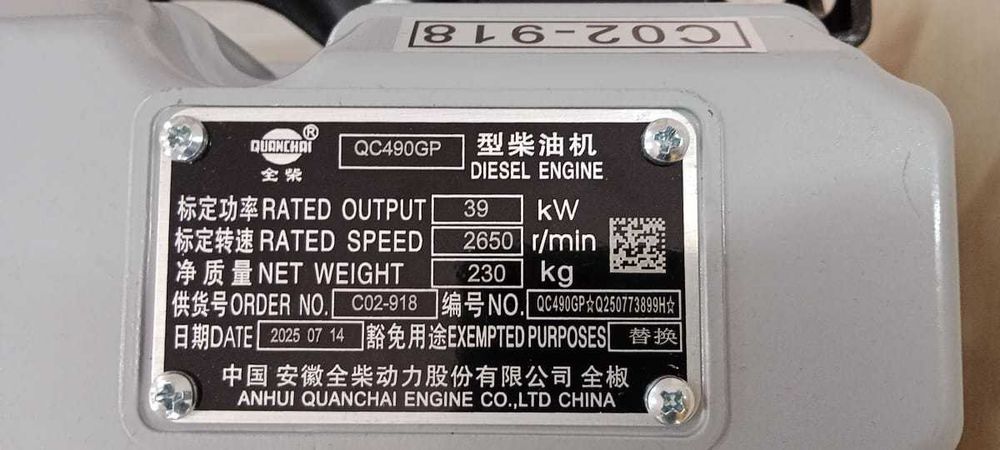 C02-918
QUANCHAI® QC490GP 型柴油机
全柴 DIESEL ENGINE
标定功率RATED OUTPUT 39 kW
标定转速RATED SPEED 2650 r/min
净质量NET WEIGHT 230 kg
供货号ORDER NO. C02-918 编号NO. QC490GP☆Q250773899H☆
日期DATE 2025 07 14 豁免用途EXEMPTED PURPOSES 替换
中国 安徽全柴动力股份有限公司 全椒
ANHUI QUANCHAI ENGINE CO.,LTD CHINA